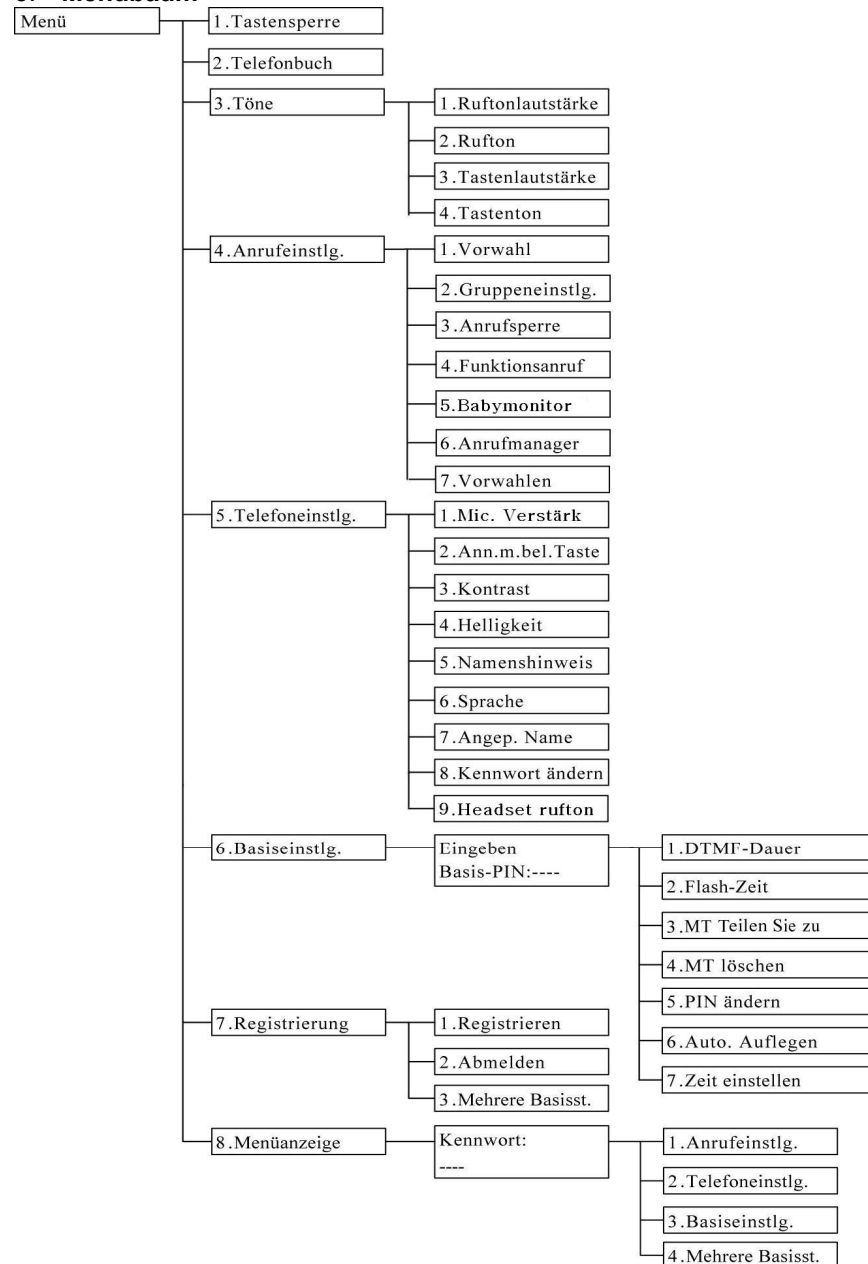 Menü
1.Tastensperre
2.Telefonbuch
3.Töne
1.Ruftonlautstärke
2.Rufton
3.Tastenlautstärke
4.Tastenton
4.Anrufeinstlg.
1.Vorwahl
2.Gruppeneinstlg.
3.Anrufsperre
4.Funktionsanruf
5.Babymonitor
6.Anrufmanager
7.Vorwahlen
5.Telefoneinstlg.
1.Mic. Verstärk
2.Ann.m.bel.Taste
3.Kontrast
4.Helligkeit
5.Namenshinweis
6.Sprache
7.Angep. Name
8.Kennwort ändern
9.Headset rufton
6.Basiseinstlg.
Eingeben
Basis-PIN:----
1.DTMF-Dauer
2.Flash-Zeit
3.MT Teilen Sie zu
4.MT löschen
5.PIN ändern
6.Auto. Auflegen
7.Zeit einstellen
7.Registrierung
1.Registrieren
2.Abmelden
3.Mehrere Basisst.
8.Menüanzeige
Kennwort:
----
1.Anrufeinstlg.
2.Telefoneinstlg.
3.Basiseinstlg.
4.Mehrere Basisst.